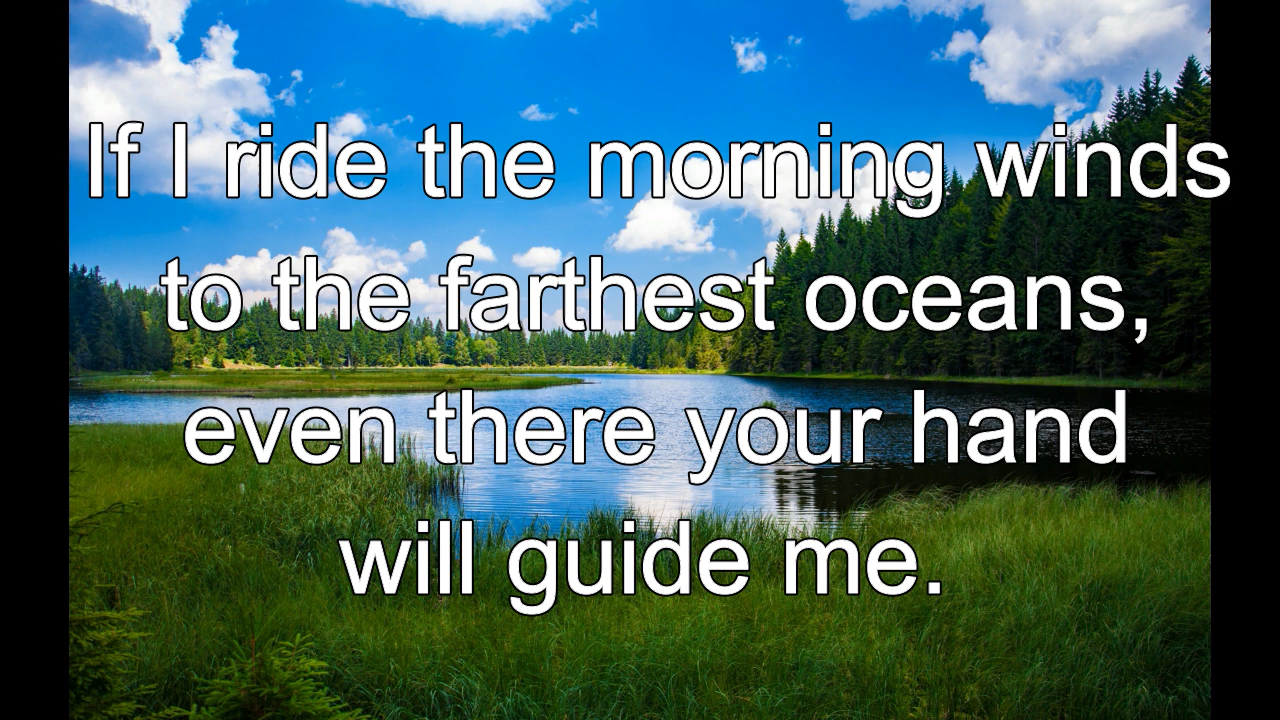 If I ride the morning winds
to the farthest oceans,
even there your hand
will guide me.